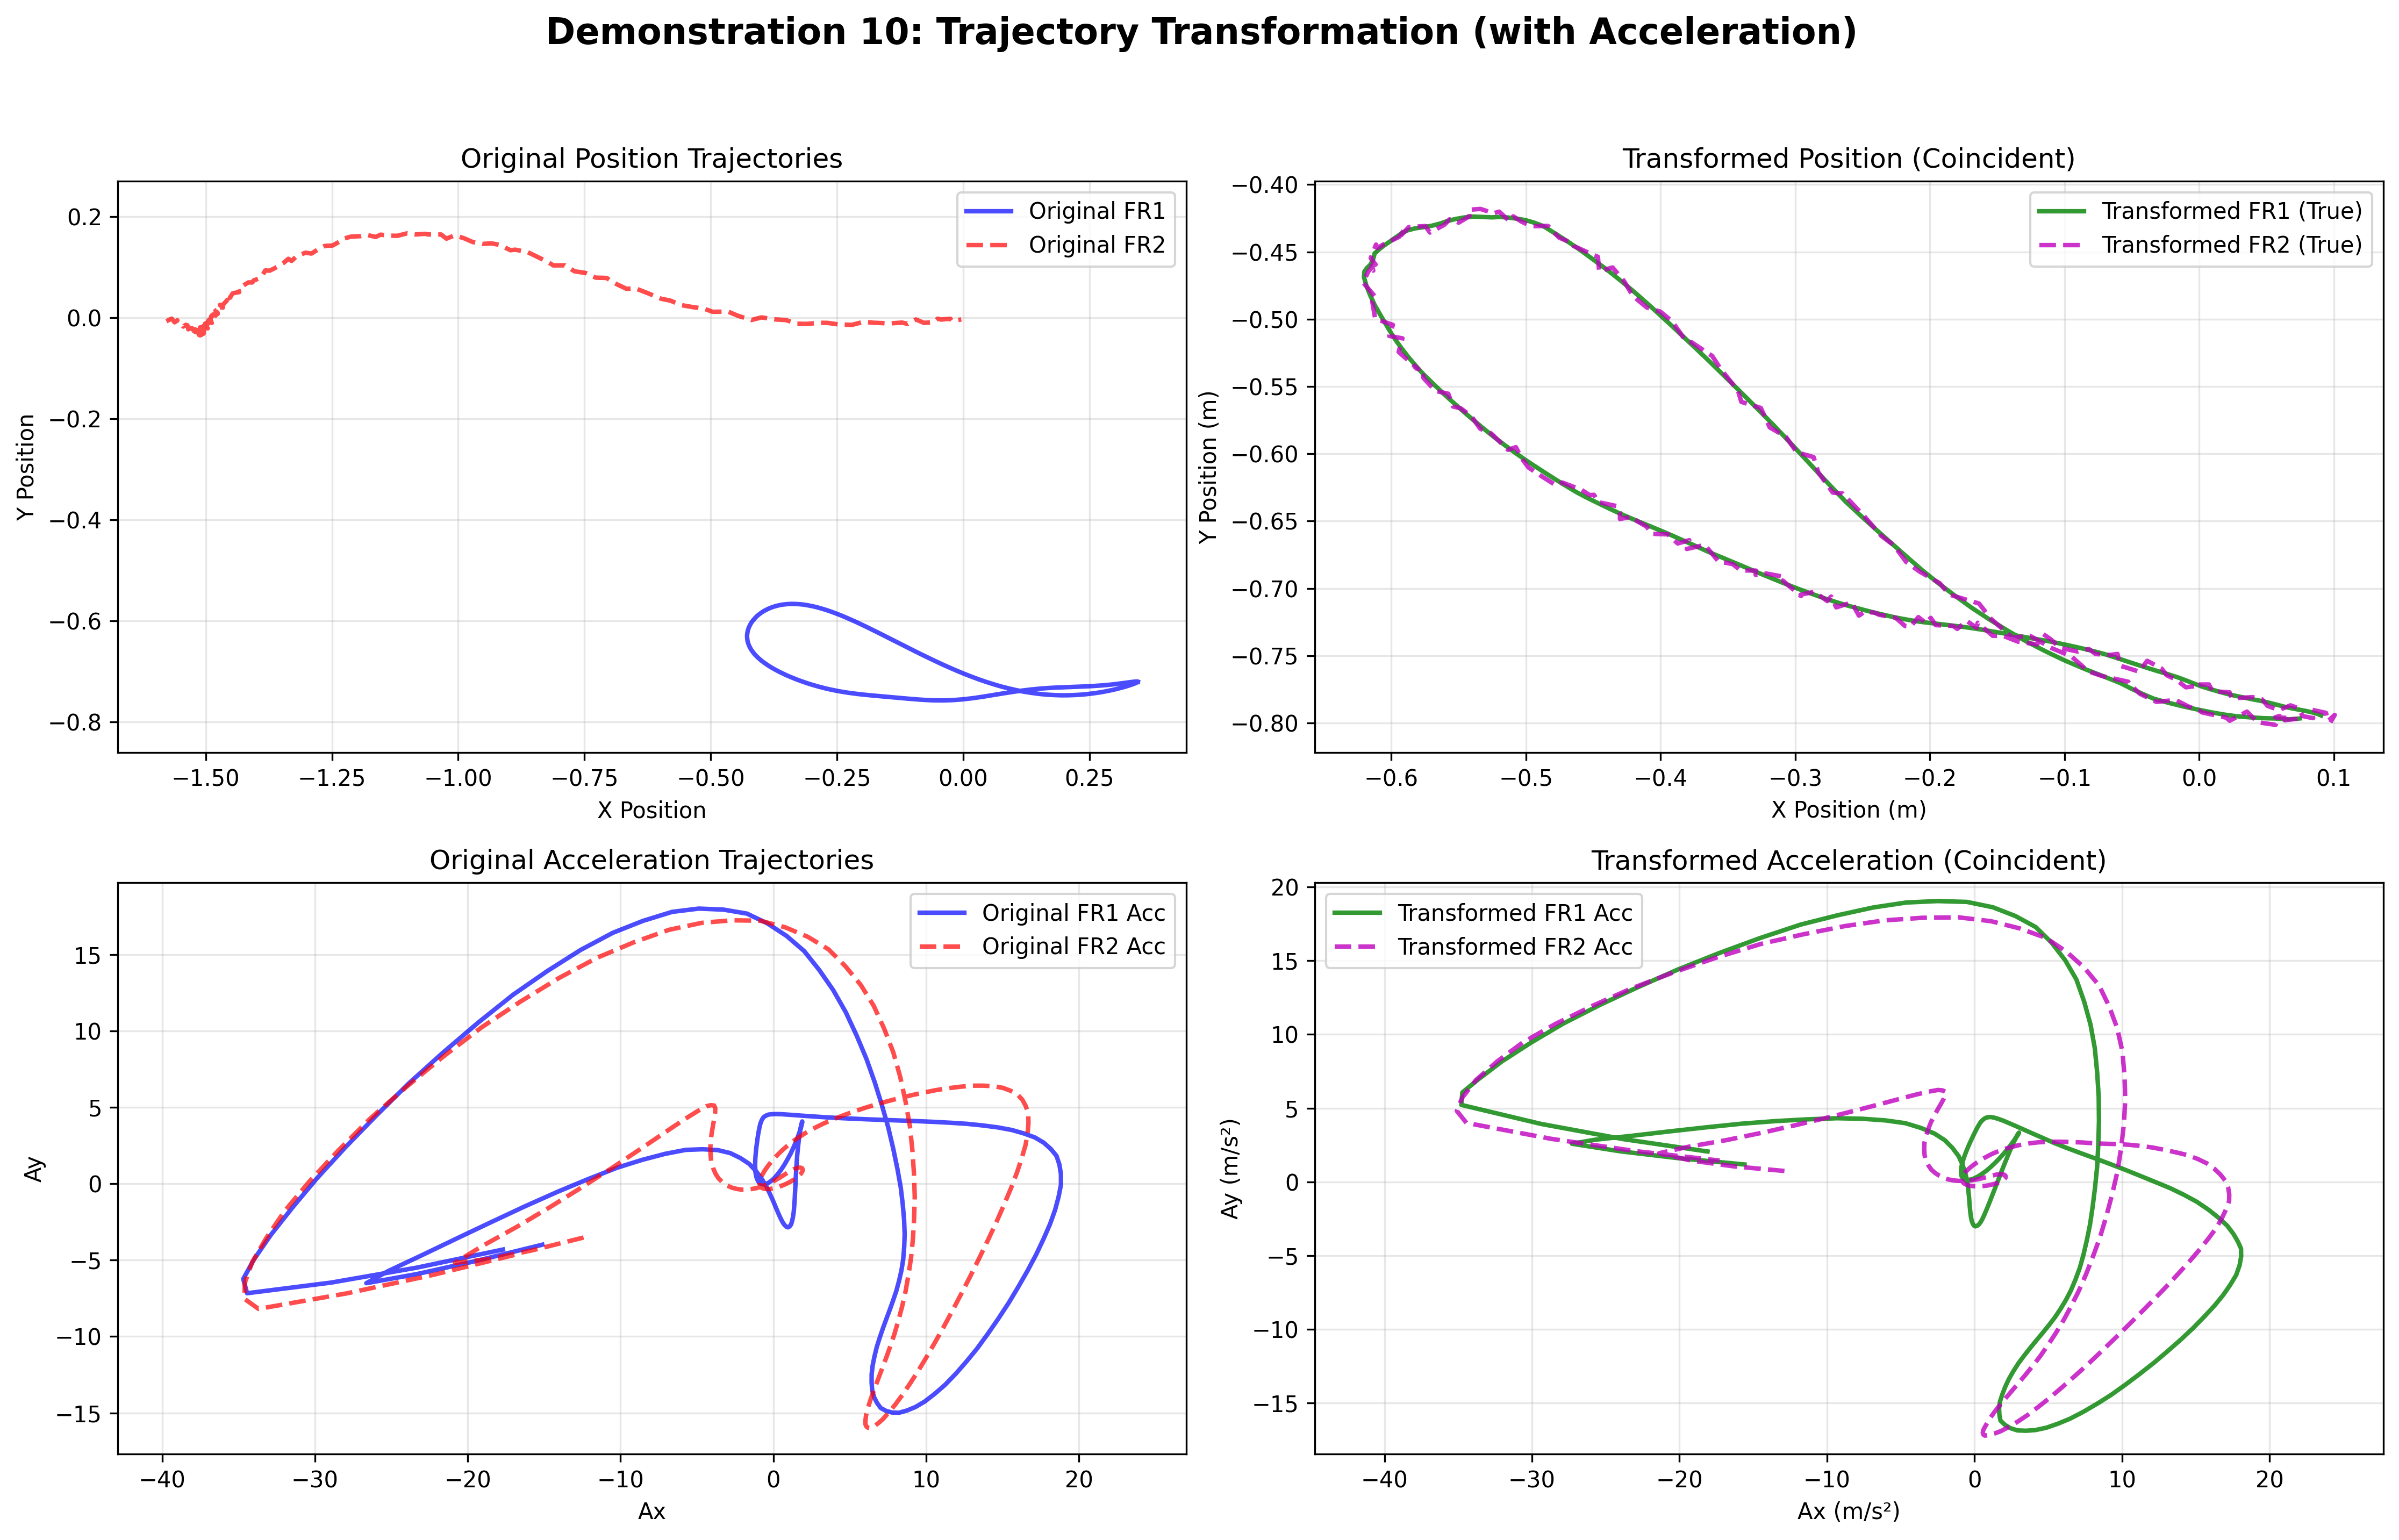 Demonstration 10: Trajectory Transformation (with Acceleration)
Original Position Trajectories
Original FR1
Original FR2
0.2
0.0
−0.2
−0.4
−0.6
−0.8
Y Position
−1.50 −1.25 −1.00 −0.75 −0.50 −0.25 0.00 0.25
X Position
Transformed Position (Coincident)
Transformed FR1 (True)
Transformed FR2 (True)
−0.40
−0.45
−0.50
−0.55
−0.60
−0.65
−0.70
−0.75
−0.80
Y Position (m)
−0.6 −0.5 −0.4 −0.3 −0.2 −0.1 0.0 0.1
X Position (m)
Original Acceleration Trajectories
Original FR1 Acc
Original FR2 Acc
15
10
5
0
−5
−10
−15
Ay
−40 −30 −20 −10 0 10 20
Ax
Transformed Acceleration (Coincident)
Transformed FR1 Acc
Transformed FR2 Acc
20
15
10
5
0
−5
−10
−15
Ay (m/s²)
−40 −30 −20 −10 0 10 20
Ax (m/s²)